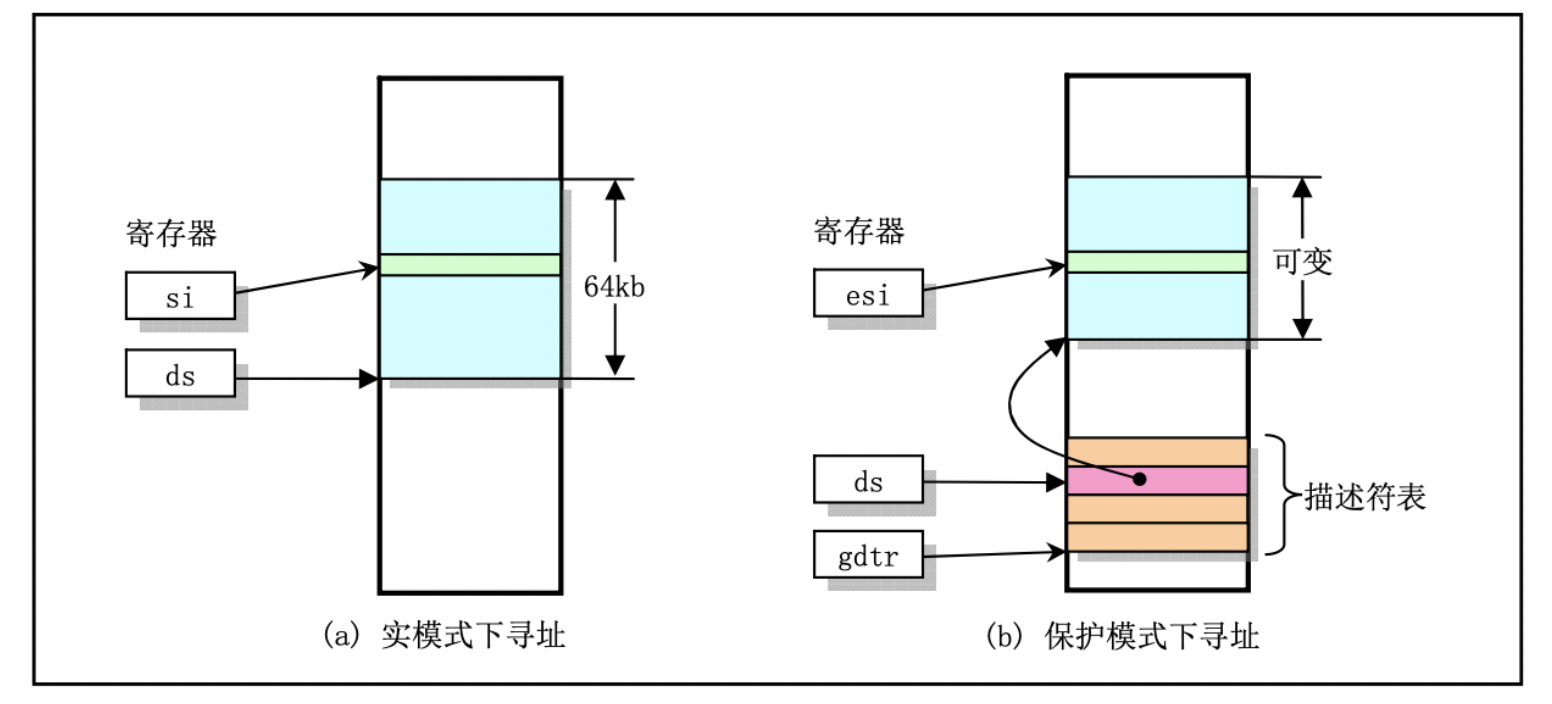 寄存器
si
ds
64kb
(a) 实模式下寻址
寄存器
esi
可变
ds
gdtr
描述符表
(b) 保护模式下寻址